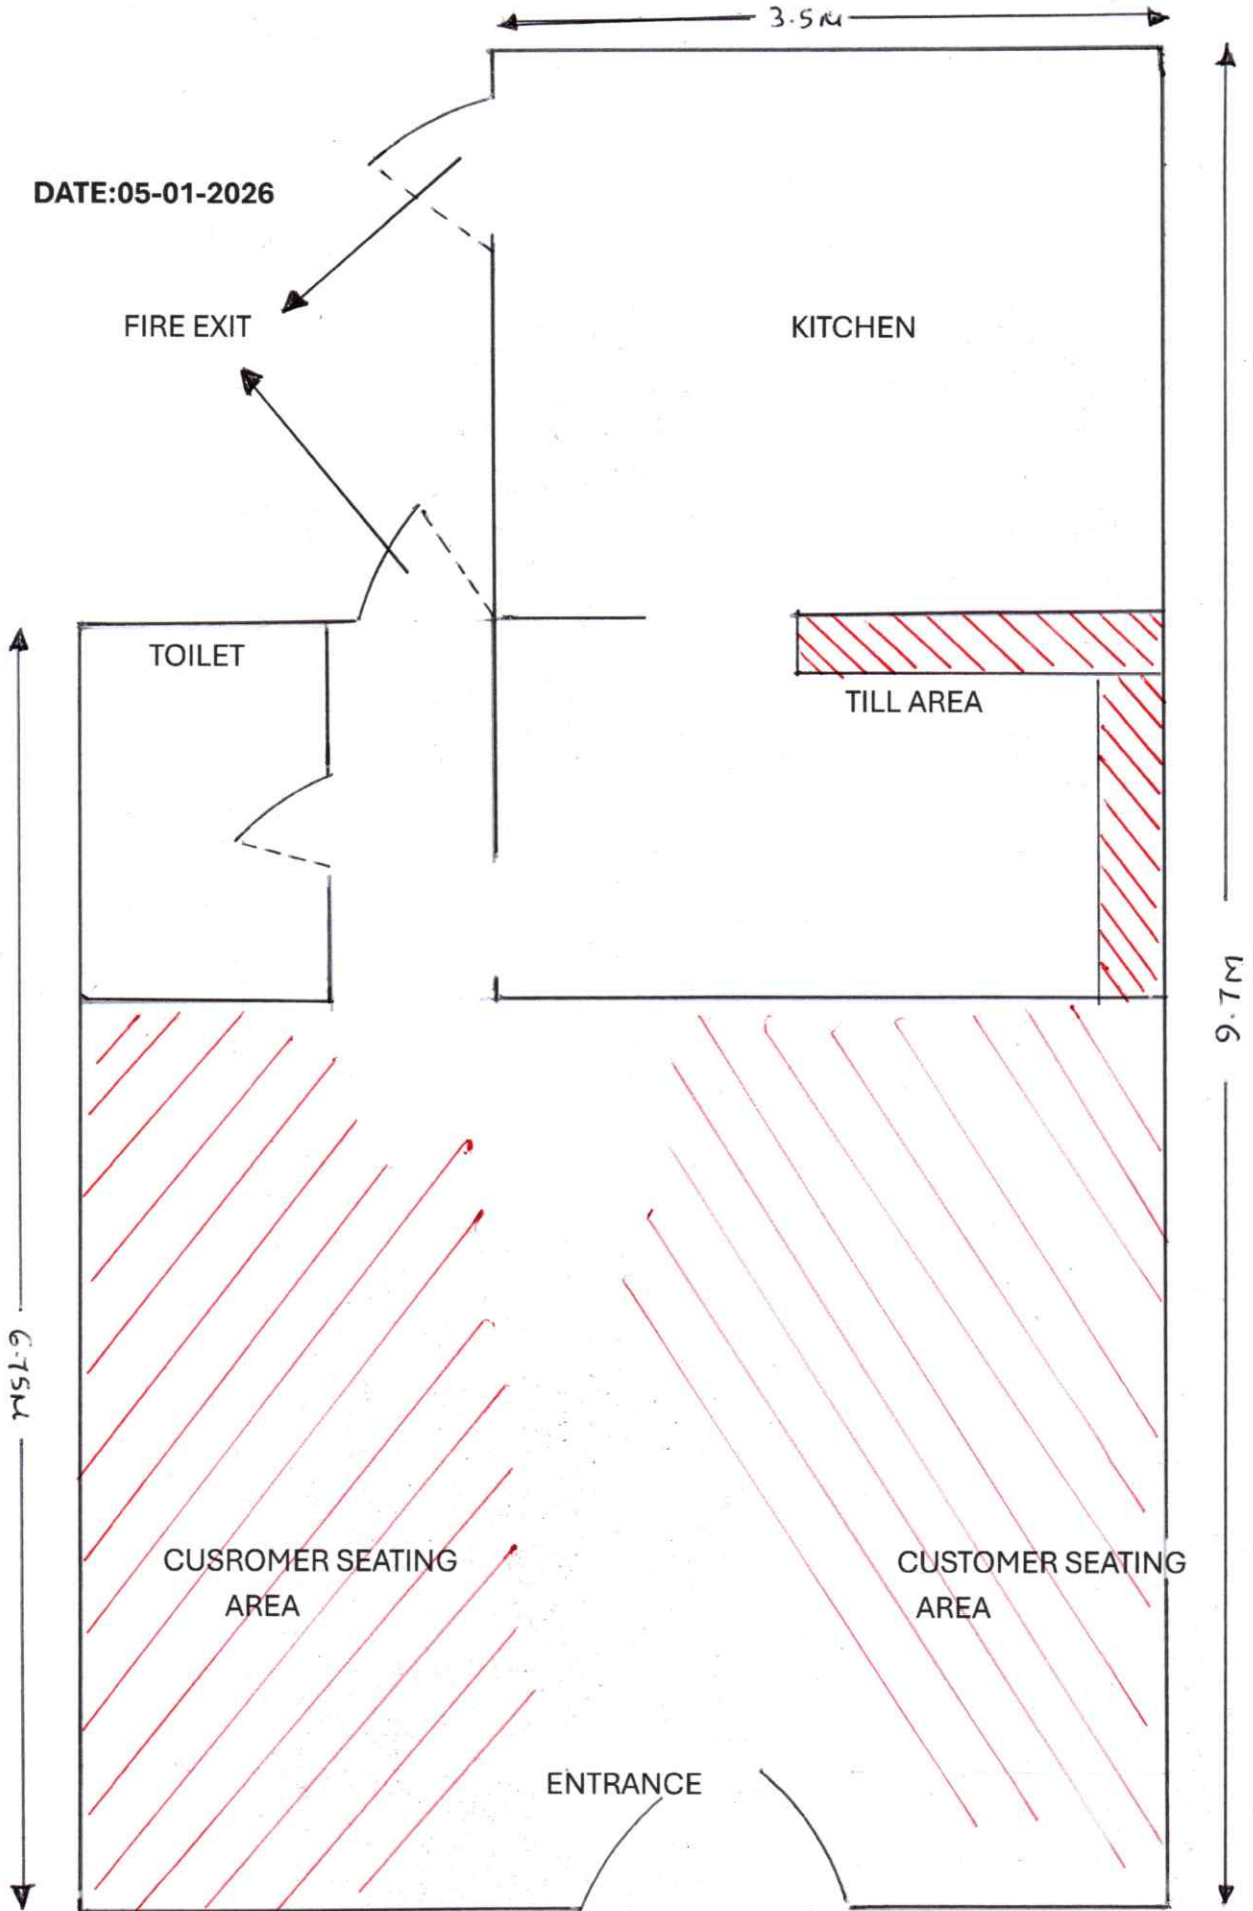 3.5M
DATE:05-01-2026
FIRE EXIT
KITCHEN
TOILET
TILL AREA
9.7M
6.75M
CUSROMER SEATING
AREA
CUSTOMER SEATING
AREA
ENTRANCE